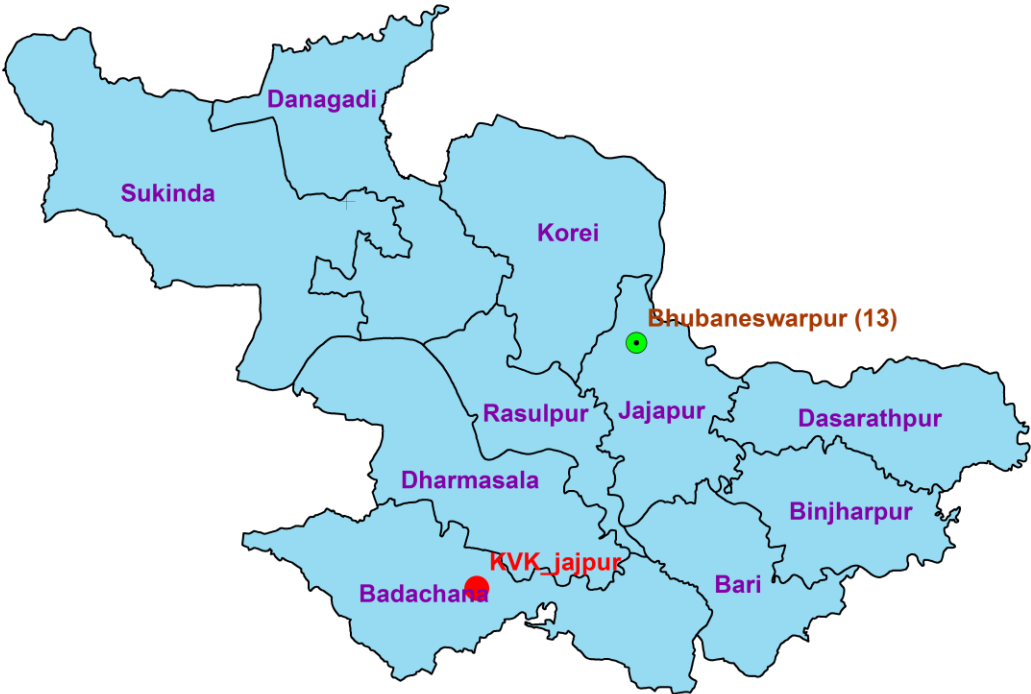 Danagadi
Sukinda
Korei
Bhubaneswarpur (13)
Rasulpur
Jajapur
Dasarathpur
Dharmasala
Binjharpur
KVK_jajpur
Badachana
Bari